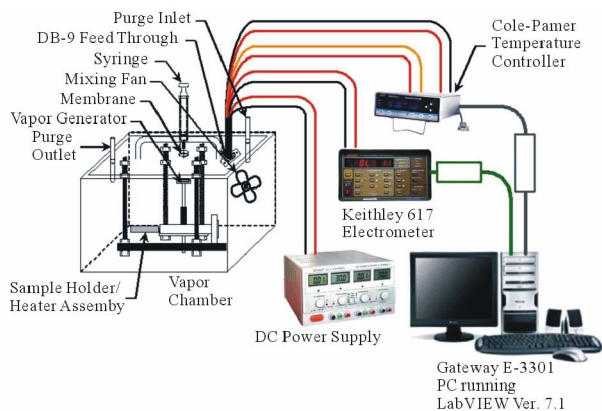 Purge Inlet
DB-9 Feed Through
Syringe
Mixing Fan
Membrane
Vapor Generator
Purge
Outlet
Sample Holder/
Heater Assemby
Vapor
Chamber
Cole-Pamer
Temperature
Controller
Keithley 617
Electrometer
DC Power Supply
Gateway E-3301
PC running
LabVIEW Ver. 7.1